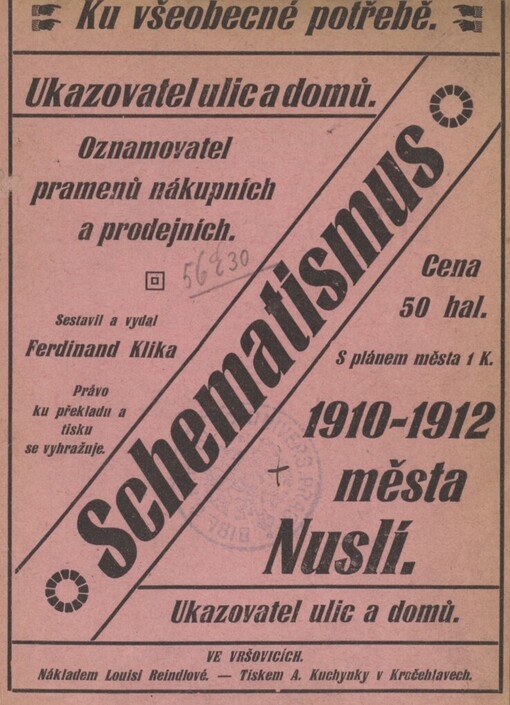 Ku všeobecné potřebě.
Ukazovatel ulic a domů.
Oznamovatel
pramenů nákupních
a prodejních.
56 E 30
Sestavil a vydal
Ferdinand Klika
Právo
ku překladu a
tisku
se vyhražuje.
Schematismus
Cena
50 hal.
S plánem města 1 K.
1910-1912
města
Nuslí.
Ukazovatel ulic a domů.
VE VRŠOVICÍCH.
Nákladem Louisi Reindlové. — Tiskem A. Kuchynky v Kročehlavech.